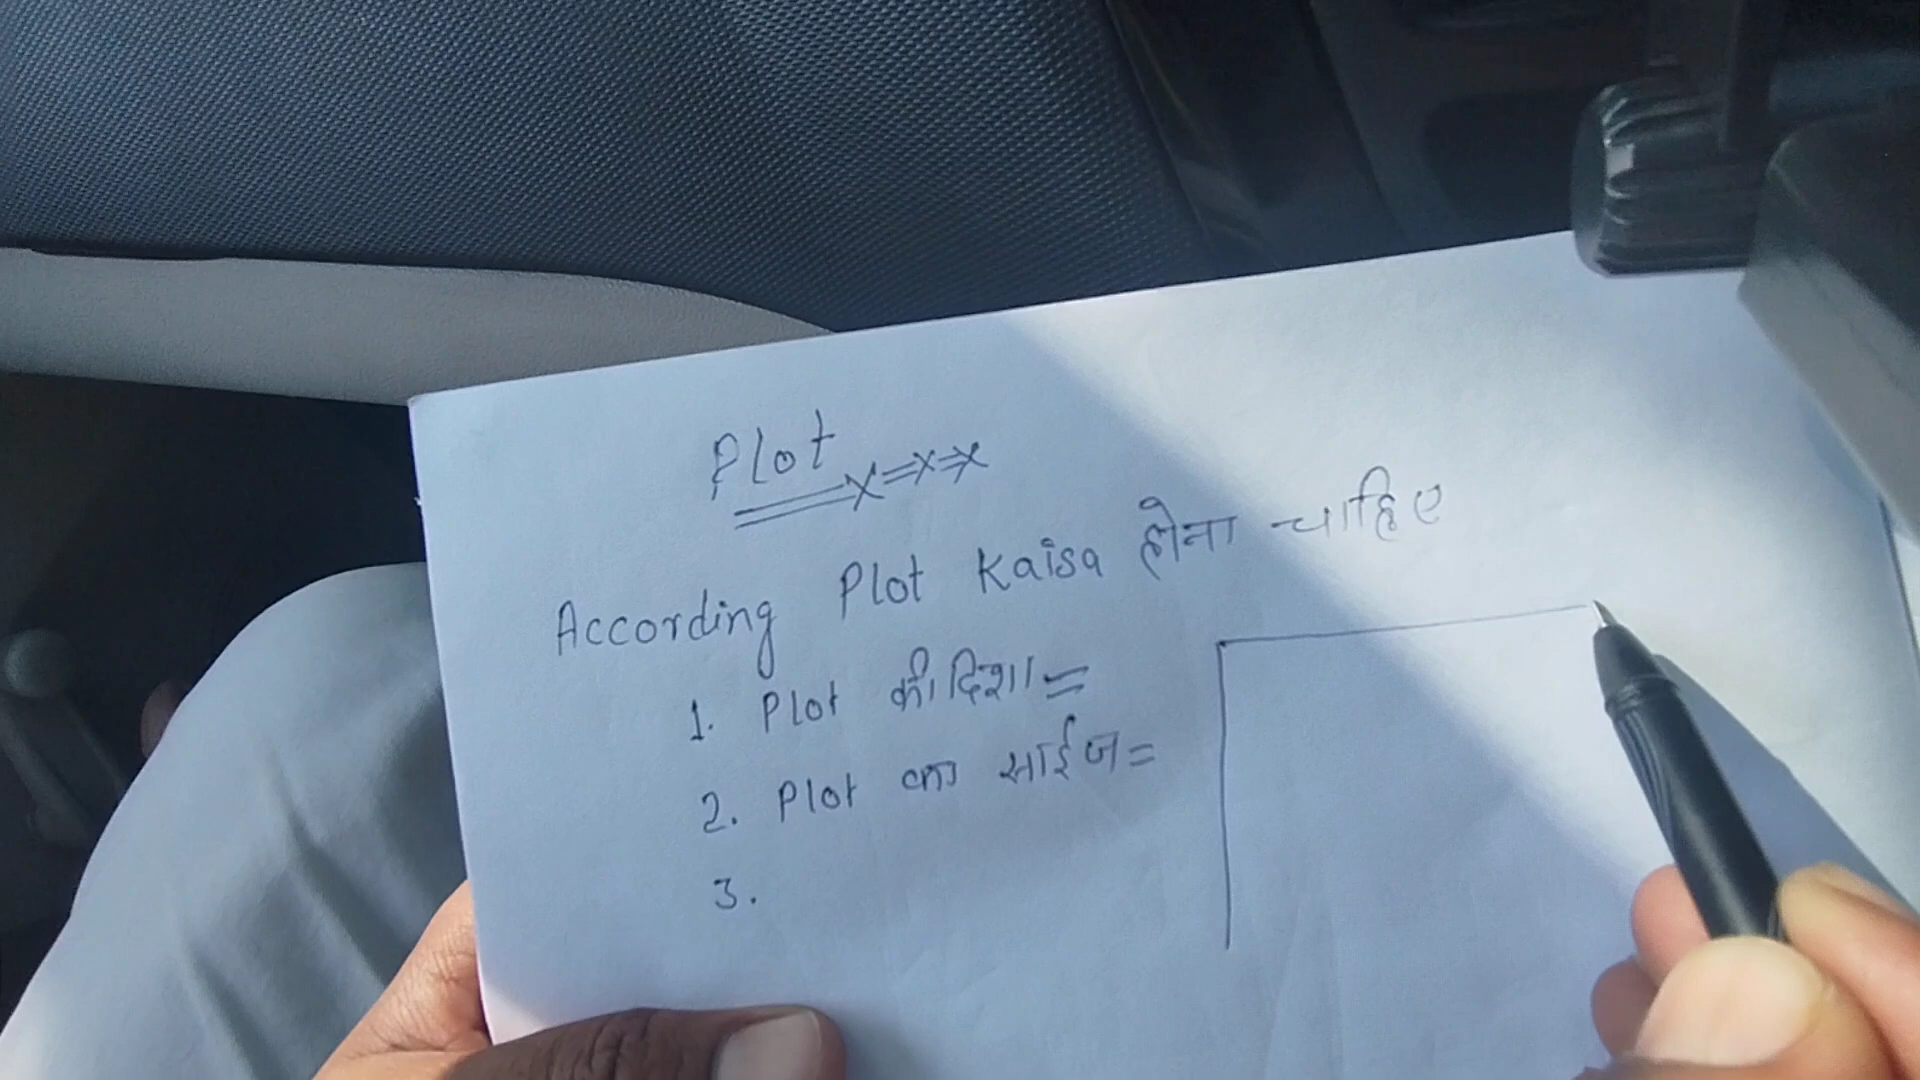 Plot
According Plot Kaisa होना चाहिए
1. Plot की दिशा =
2. Plot का साईज =
3.